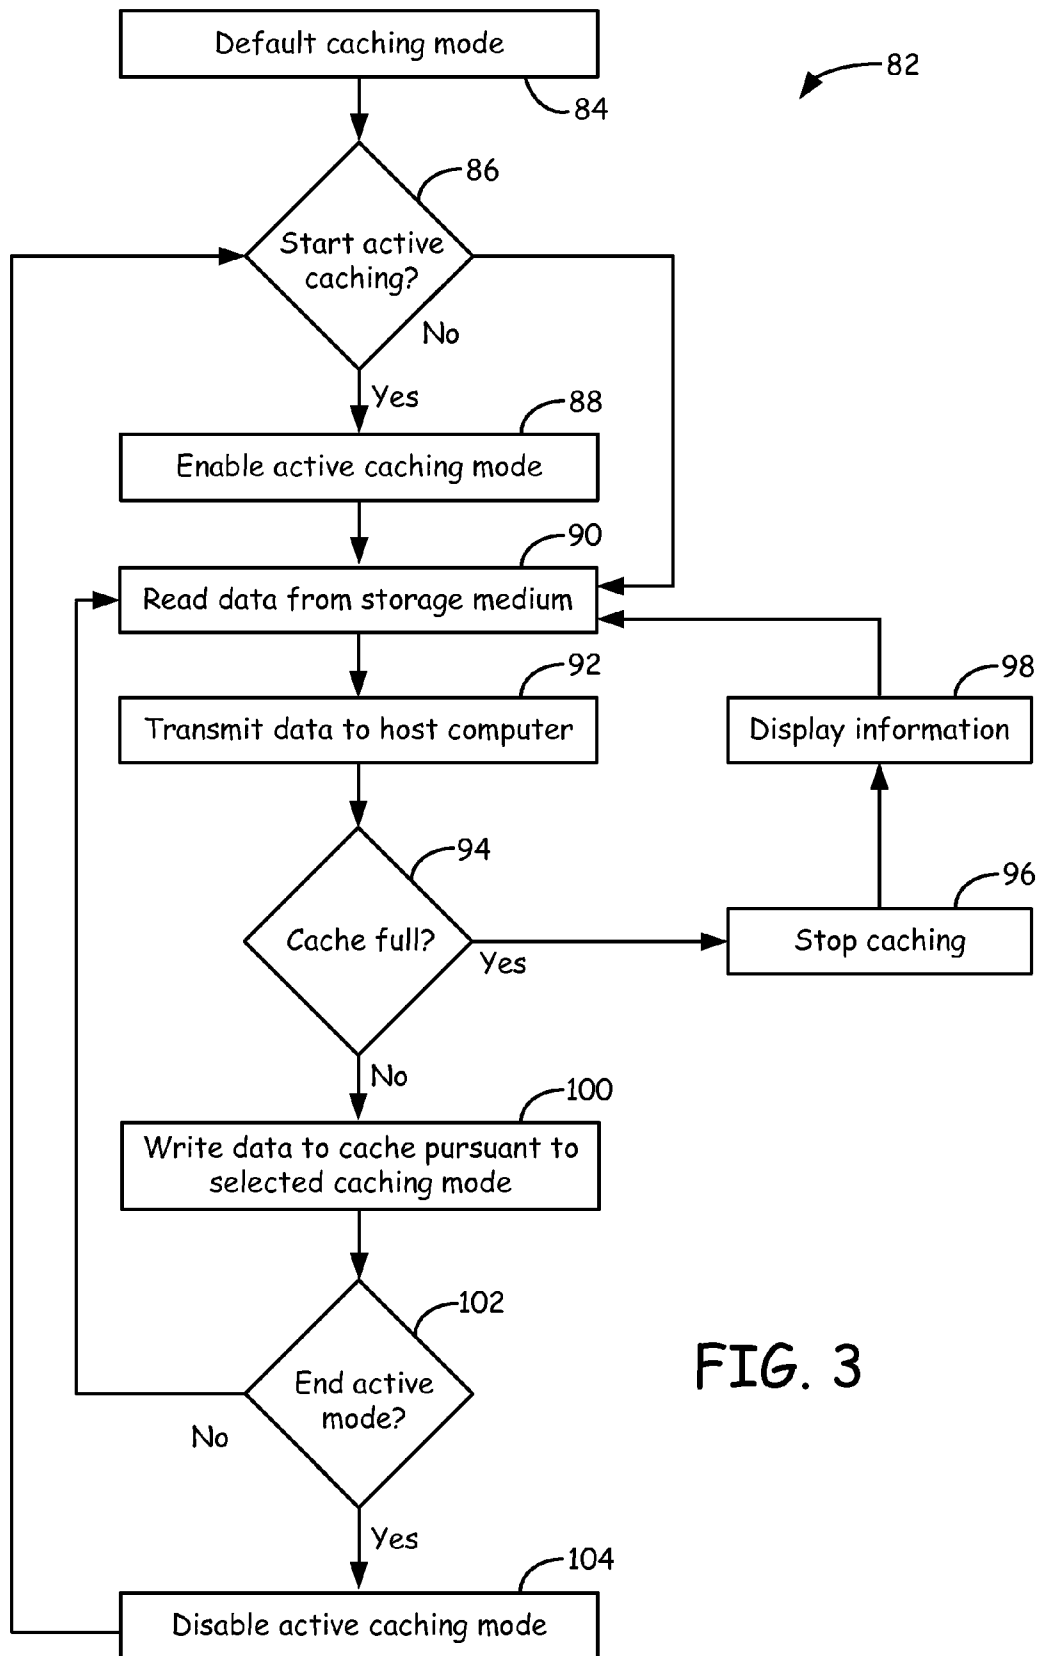 Default caching mode
82
84
86
Start active
caching?
No
Yes
88
Enable active caching mode
90
Read data from storage medium
92
98
Transmit data to host computer
Display information
94
96
Cache full?
Stop caching
Yes
No
100
Write data to cache pursuant to
selected caching mode
102
FIG. 3
End active
mode?
No
Yes
104
Disable active caching mode